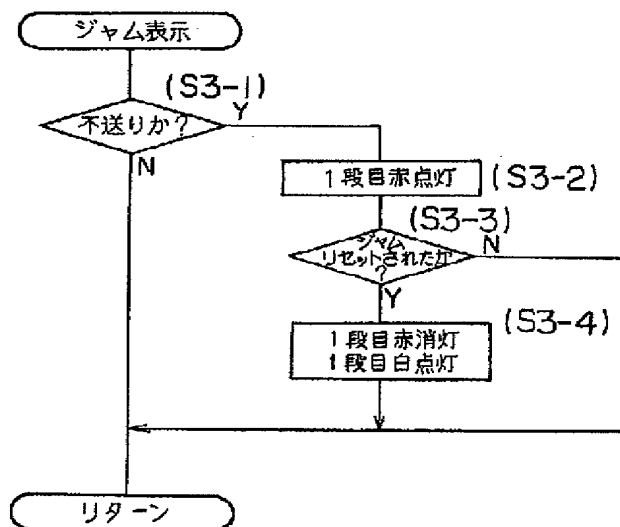 ジャム表示
(S3-1)
不送りか?
Y
N
1段目赤点灯
(S3-2)
(S3-3)
ジャム
リセットされたか
?
N
Y
(S3-4)
1段目赤消灯
1段目白点灯
リターン